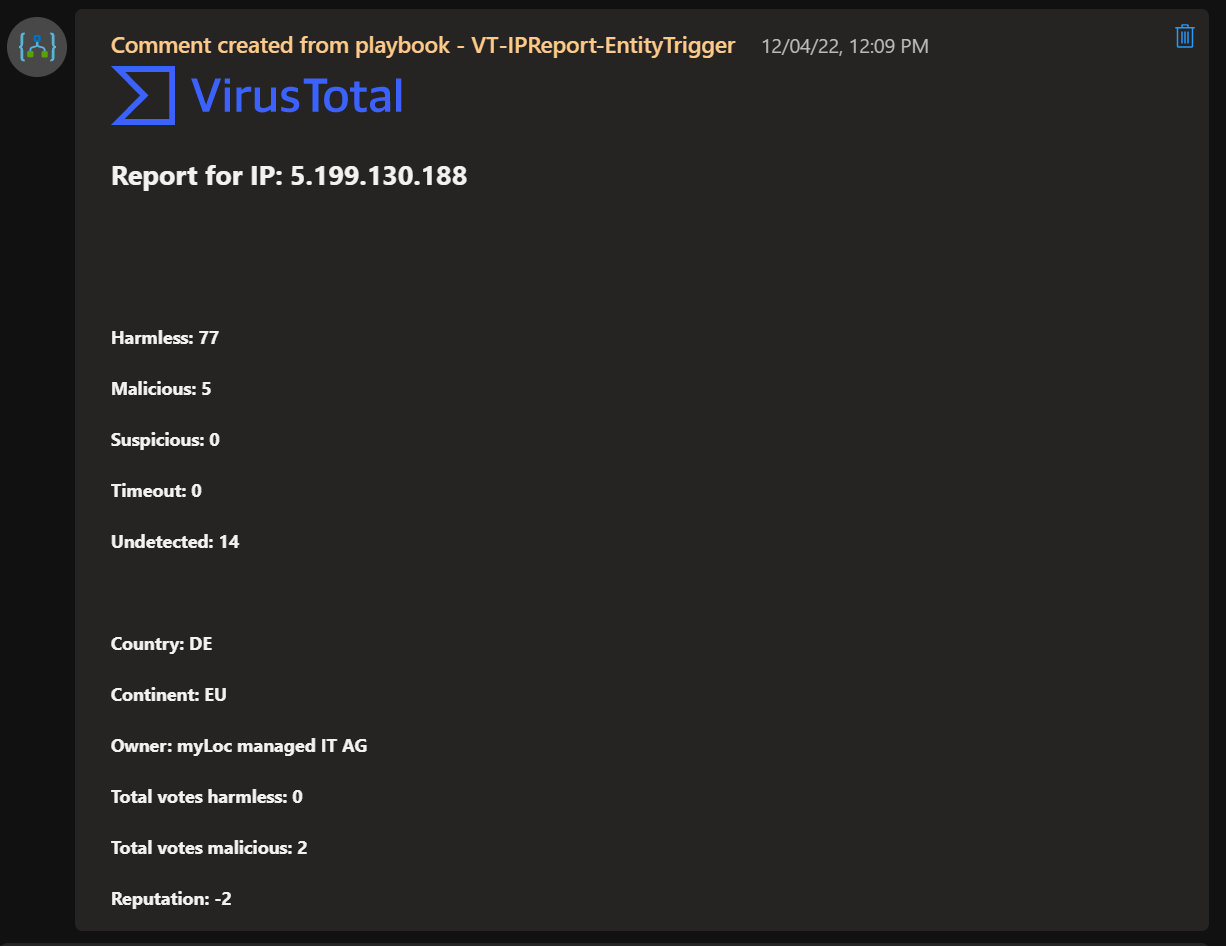 Comment created from playbook - VT-IPReport-EntityTrigger 12/04/22, 12:09 PM
VirusTotal
Report for IP: 5.199.130.188
Harmless: 77
Malicious: 5
Suspicious: 0
Timeout: 0
Undetected: 14
Country: DE
Continent: EU
Owner: myLoc managed IT AG
Total votes harmless: 0
Total votes malicious: 2
Reputation: -2